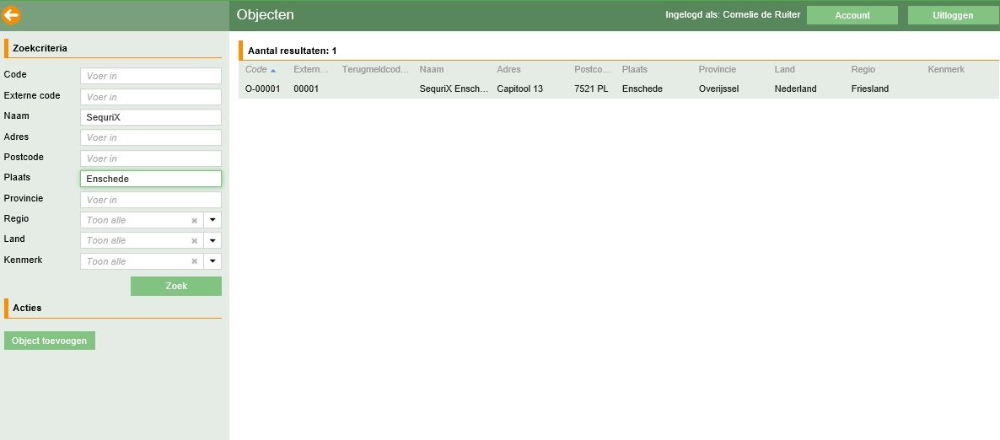 Objecten
Ingelogd als: Cornelie de Ruiter
Account
Uitloggen
Zoekcriteria
Code Voer in
Externe code Voer in
Naam SequriX
Adres Voer in
Postcode Voer in
Plaats Enschede
Provincie Voer in
Regio Toon alle
Land Toon alle
Kenmerk Toon alle
Zoek
Acties
Object toevoegen
Aantal resultaten: 1
Code Extern... Terugmeldcod... Naam Adres Postco... Plaats Provincie Land Regio Kenmerk
O-00001 00001 SequriX Ensch... Capitool 13 7521 PL Enschede Overijssel Nederland Friesland